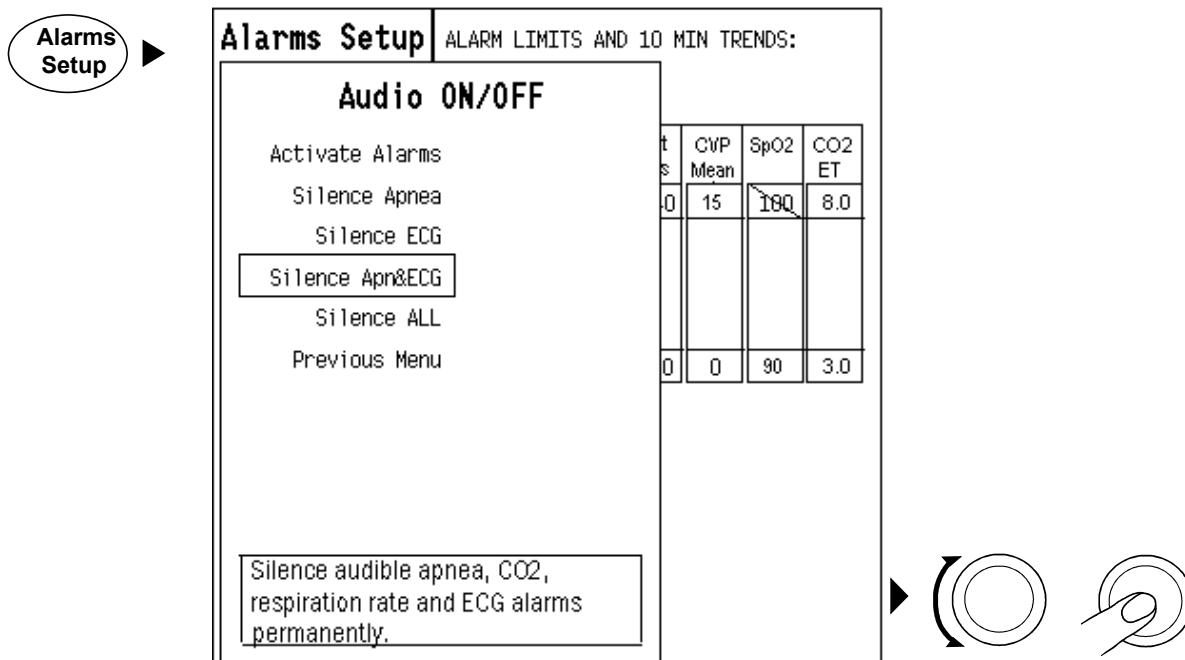 Alarms
Setup
Alarms Setup
ALARM LIMITS AND 10 MIN TRENDS:
Audio ON/OFF
Activate Alarms
Silence Apnea
Silence ECG
Silence Apn&ECG
Silence ALL
Previous Menu
t CVP SpO2 CO2
s Mean ET
0 15 100 8.0
0 0 90 3.0
Silence audible apnea, CO2,
respiration rate and ECG alarms
permanently.